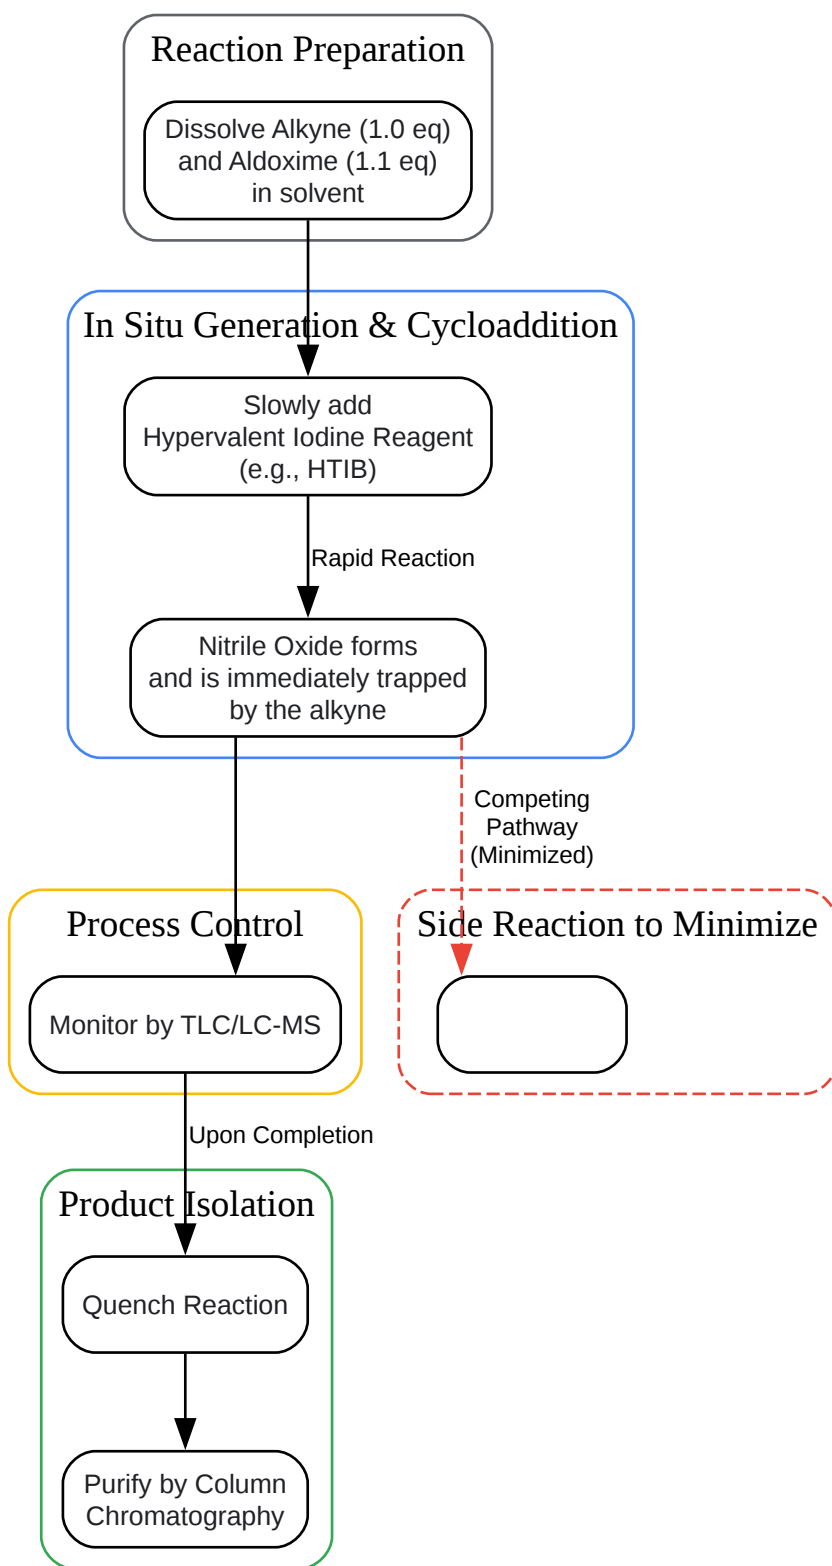 Reaction Preparation
Dissolve Alkyne (1.0 eq)
and Aldoxime (1.1 eq)
in solvent
In Situ Generation & Cycloaddition
Slowly add
Hypervalent Iodine Reagent
(e.g., HTIB)
Rapid Reaction
Nitrile Oxide forms
and is immediately trapped
by the alkyne
Competing
Pathway
(Minimized)
Process Control
Side Reaction to Minimize
Monitor by TLC/LC-MS
Upon Completion
Product Isolation
Quench Reaction
Purify by Column
Chromatography